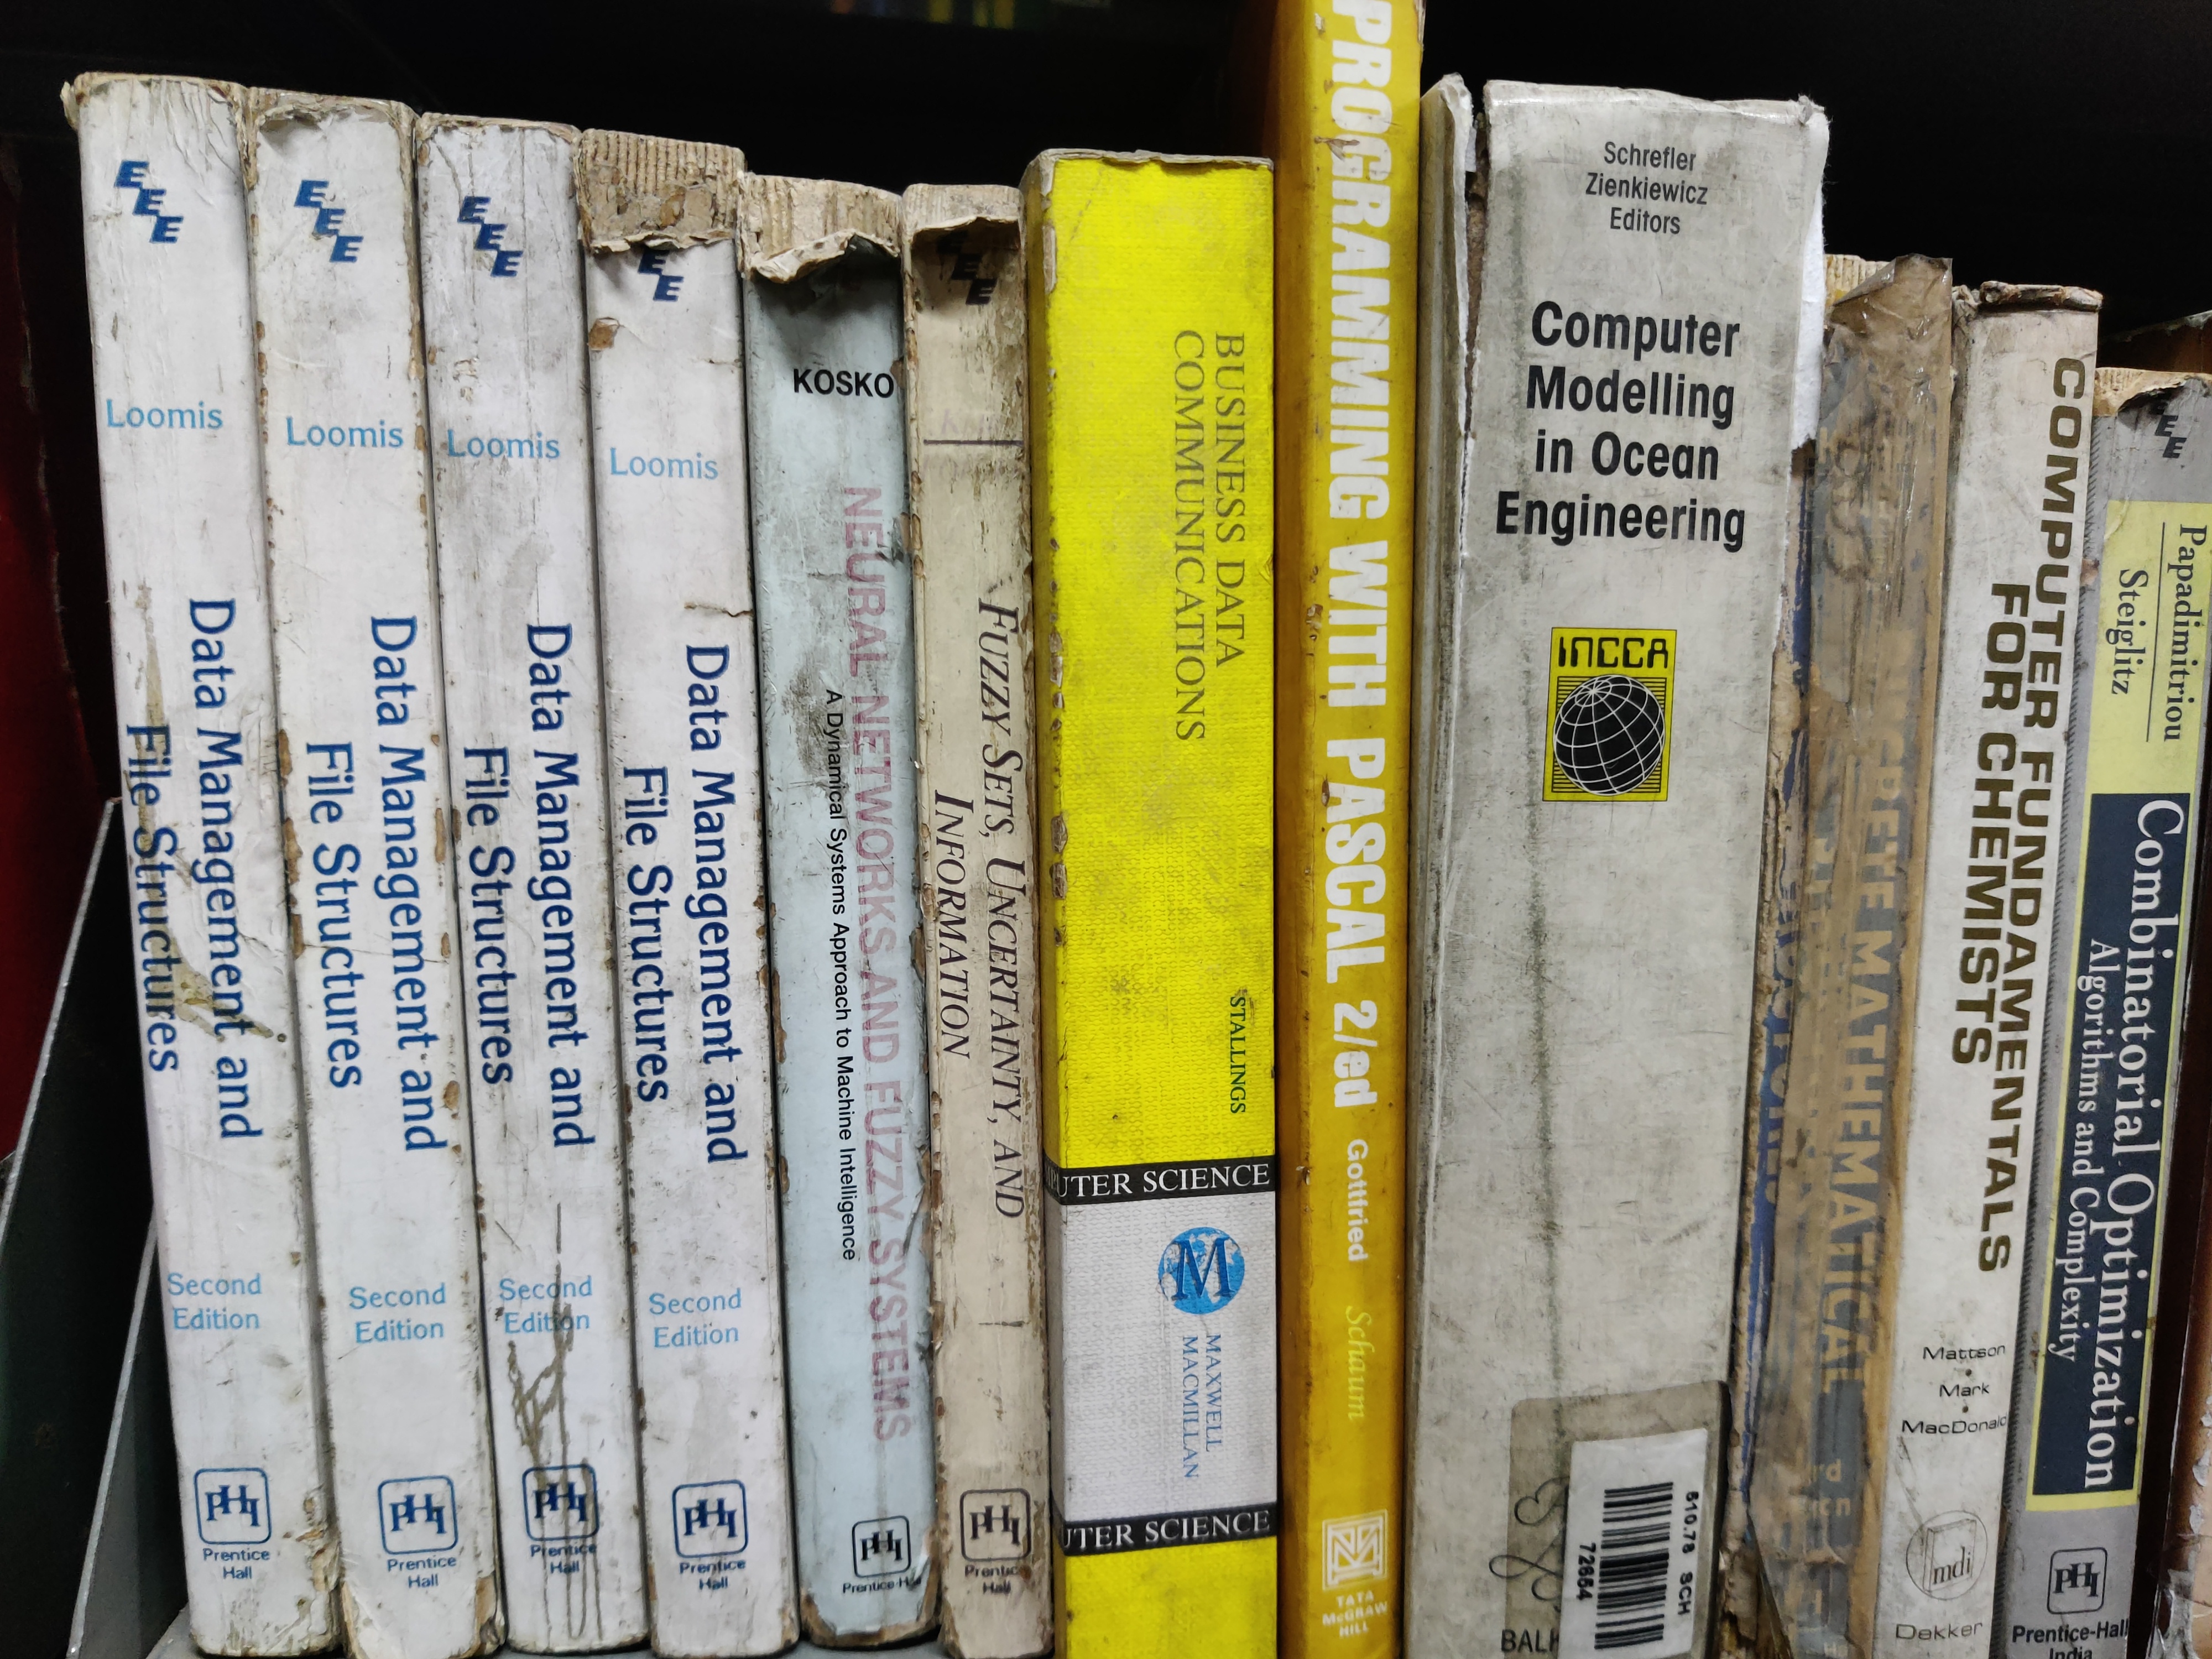 EEE
Loomis
Data Management and
File Structures
Second
Edition
PHI
Prentice
Hall
EEE
Loomis
Data Management and
File Structures
Second
Edition
PHI
Prentice
Hall
EEE
Loomis
Data Management and
File Structures
Second
Edition
PHI
Prentice
Hall
EE
Loomis
Data Management and
File Structures
Second
Edition
PHI
Prentice
Hall
KOSKO
NEURAL NETWORKS AND FUZZY SYSTEMS
A Dynamical Systems Approach to Machine Intelligence
PHI
EE
FUZZY SETS, UNCERTAINTY, AND
INFORMATION
PHI
BUSINESS DATA
COMMUNICATIONS
STALLINGS
UTER SCIENCE
M
MAXWELL
MACMILLAN
UTER SCIENCE
PROGRAMMING WITH PASCAL 2/ed Gottfried Schaum
TATA
McGRAW
HILL
Schrefler
Zienkiewicz
Editors
Computer
Modelling
in Ocean
Engineering
INCCA
510.78 SCH
72654
BALK
MATHEMATICAL
COMPUTER FUNDAMENTALS
FOR CHEMISTS
Mattson
Mark
MacDonald
mdi
Dekker
EE
Papadimitriou
Steiglitz
Combinatorial Optimization
Algorithms and Complexity
PHI
Prentice-Hall
India